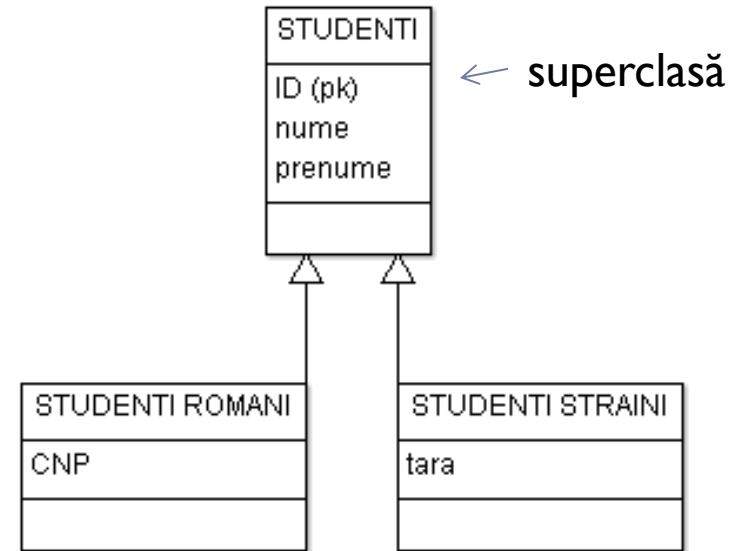 STUDENTI
superclasă
ID (pk)
nume
prenume
STUDENTI ROMANI
CNP
STUDENTI STRAINI
tara